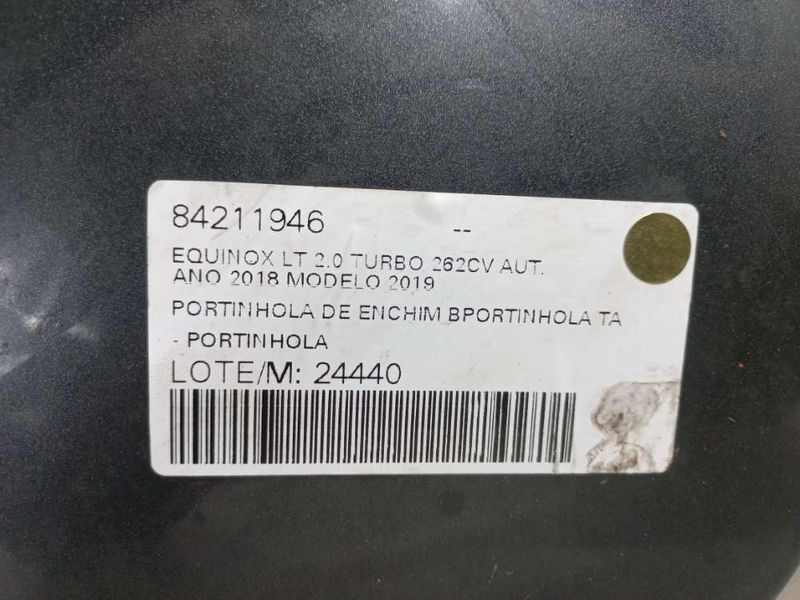 84211946 --
EQUINOX LT 2.0 TURBO 262CV AUT.
ANO 2018 MODELO 2019
PORTINHOLA DE ENCHIM BPORTINHOLA TA
- PORTINHOLA
LOTE/M: 24440